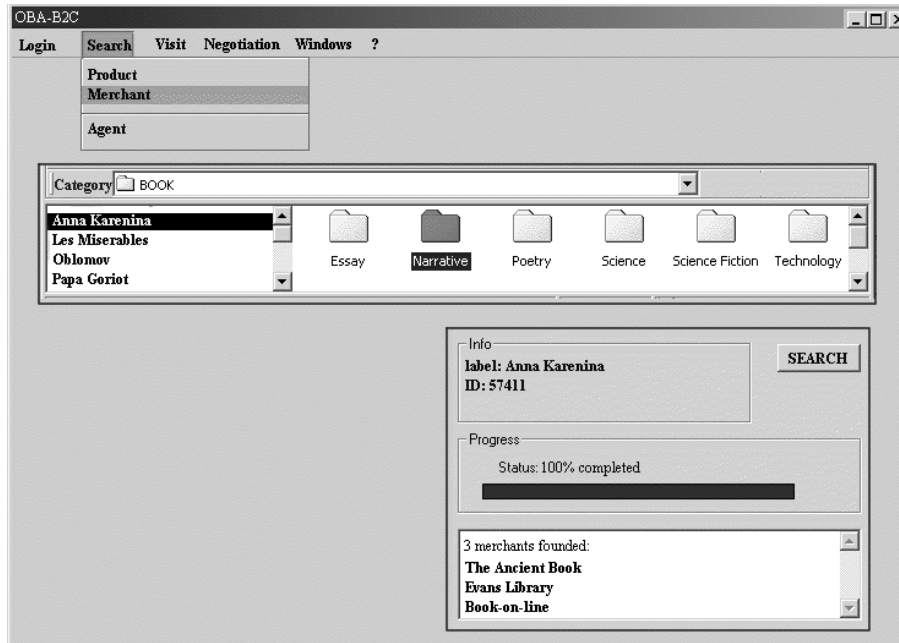 OBA-B2C
Login Search Visit Negotiation Windows ?
Product
Merchant
Agent
Category BOOK
Anna Karenina
Les Miserables
Oblomov
Papa Goriot
Essay Narrative Poetry Science Science Fiction Technology
Info
label: Anna Karenina
ID: 57411
SEARCH
Progress
Status: 100% completed
3 merchants founded:
The Ancient Book
Evans Library
Book-on-line